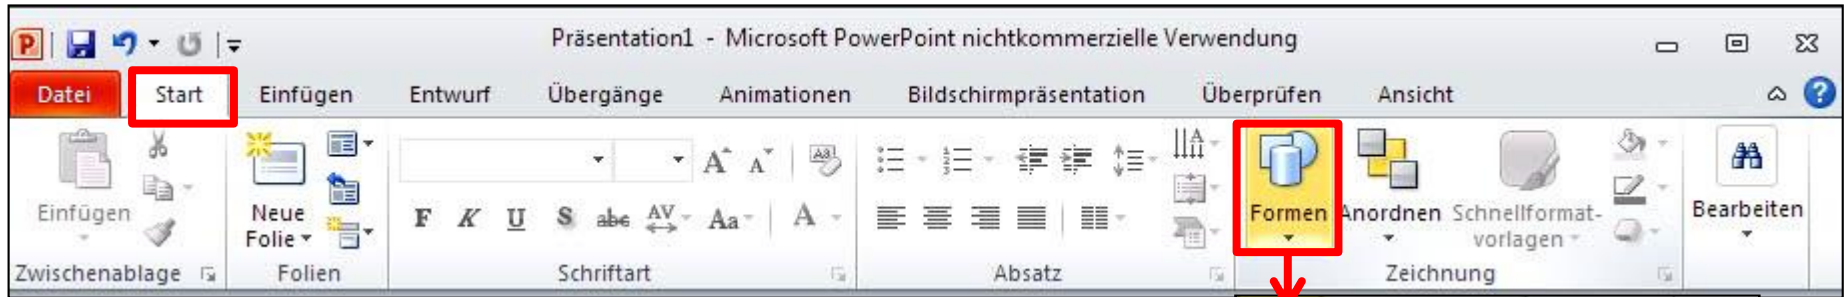 Präsentation1 - Microsoft PowerPoint nichtkommerzielle Verwendung
Datei Start Einfügen Entwurf Übergänge Animationen Bildschirmpräsentation Überprüfen Ansicht
Einfügen
Neue
Folie
F K U S abc AV Aa A
Formen
Anordnen
Schnellformat-
vorlagen
Bearbeiten
Zwischenablage Folien Schriftart Absatz Zeichnung